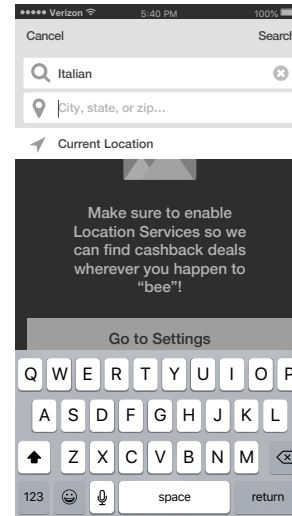 Verizon 5:40 PM 100%
Cancel Search
Italian
City, state, or zip...
Current Location
Make sure to enable
Location Services so we
can find cashback deals
wherever you happen to
“bee”!
Go to Settings
Q W E R T Y U I O P
A S D F G H J K L
Z X C V B N M
123 space return